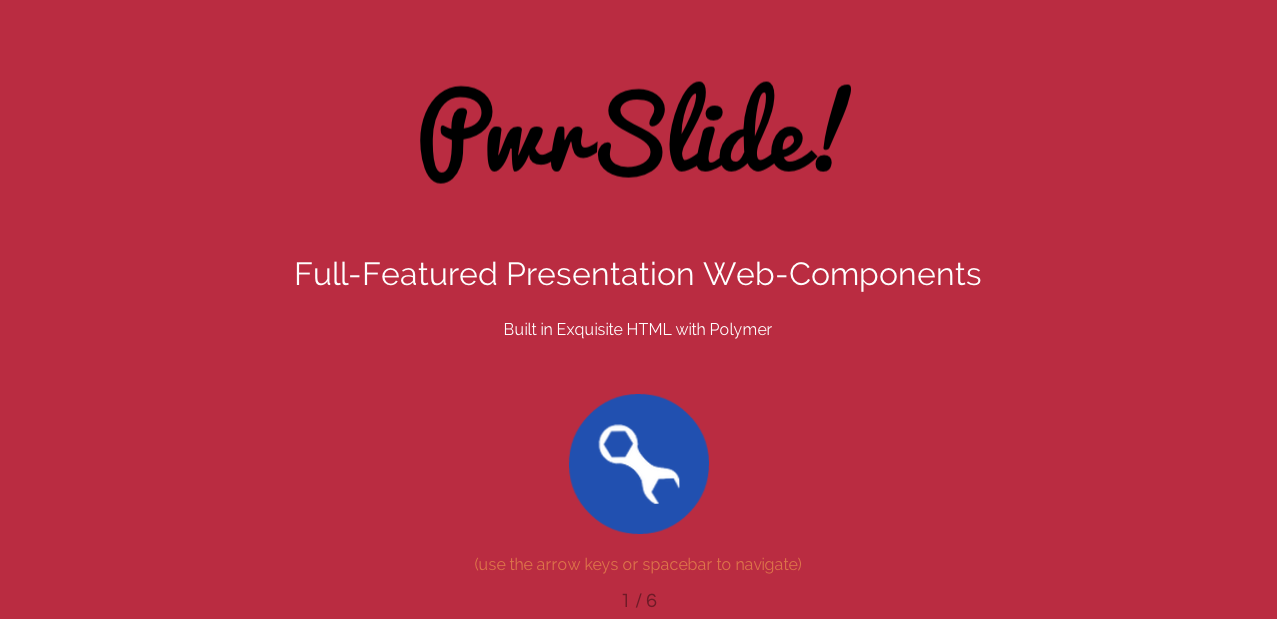 PwrSlide!
Full-Featured Presentation Web-Components
Built in Exquisite HTML with Polymer
(use the arrow keys or spacebar to navigate)
1 / 6